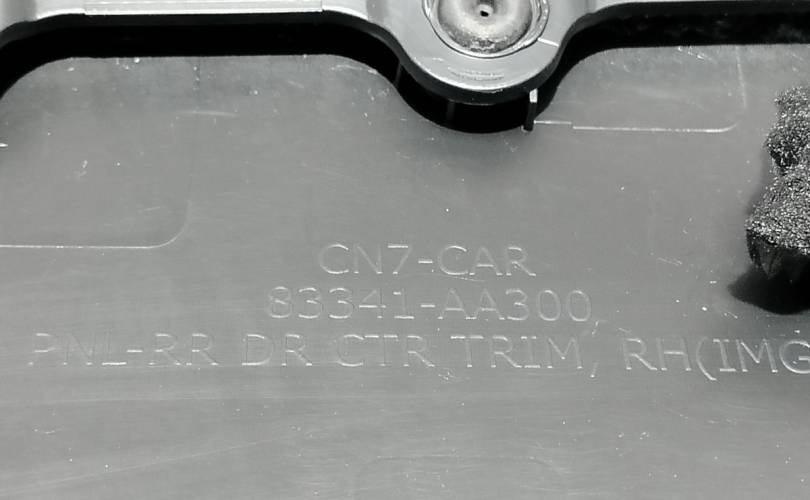 CN7-CAR
83341-AA300
PNL-RR DR CTR TRIM, RH(IMG